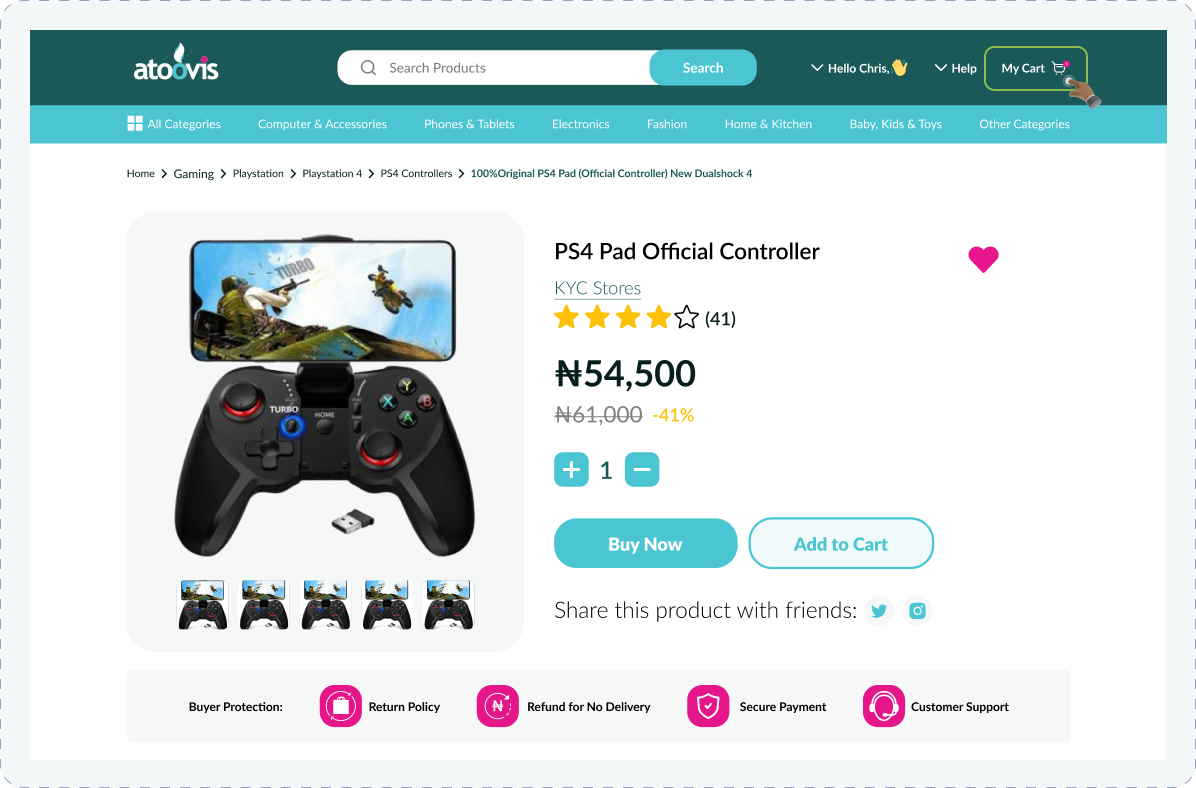 atoovis
Search Products
Search
Hello Chris,👋
Help
My Cart
All Categories
Computer & Accessories
Phones & Tablets
Electronics
Fashion
Home & Kitchen
Baby, Kids & Toys
Other Categories
Home > Gaming > Playstation > Playstation 4 > PS4 Controllers > 100%Original PS4 Pad (Official Controller) New Dualshock 4
TURBO
TURBO
HOME
Y
X
B
A
PS4 Pad Official Controller
KYC Stores
(41)
₦54,500
₦61,000 -41%
+ 1 −
Buy Now
Add to Cart
Share this product with friends:
Buyer Protection:
Return Policy
₦
Refund for No Delivery
Secure Payment
Customer Support